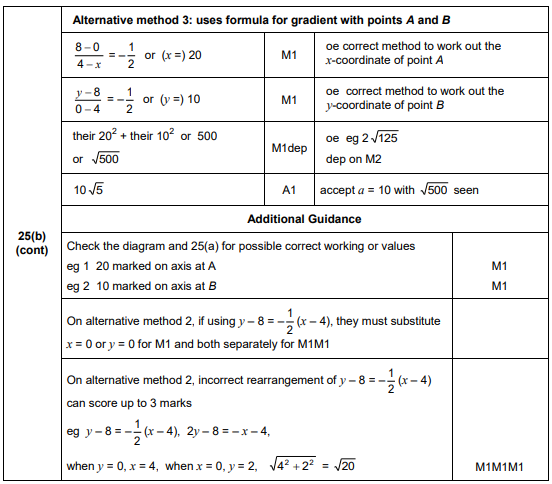 Alternative method 3: uses formula for gradient with points A and B
8 – 0 / 4 – x = – 1/2 or (x =) 20 M1 oe correct method to work out the
x-coordinate of point A
y – 8 / 0 – 4 = – 1/2 or (y =) 10 M1 oe correct method to work out the
y-coordinate of point B
their 20² + their 10² or 500
or √500
M1dep
oe eg 2√125
dep on M2
10√5 A1 accept a = 10 with √500 seen
25(b)
(cont)
Additional Guidance
Check the diagram and 25(a) for possible correct working or values
eg 1 20 marked on axis at A M1
eg 2 10 marked on axis at B M1
On alternative method 2, if using y – 8 = – 1/2 (x – 4), they must substitute
x = 0 or y = 0 for M1 and both separately for M1M1
On alternative method 2, incorrect rearrangement of y – 8 = – 1/2 (x – 4)
can score up to 3 marks
eg y – 8 = – 1/2 (x – 4), 2y – 8 = – x – 4,
when y = 0, x = 4, when x = 0, y = 2, √4² + 2² = √20 M1M1M1